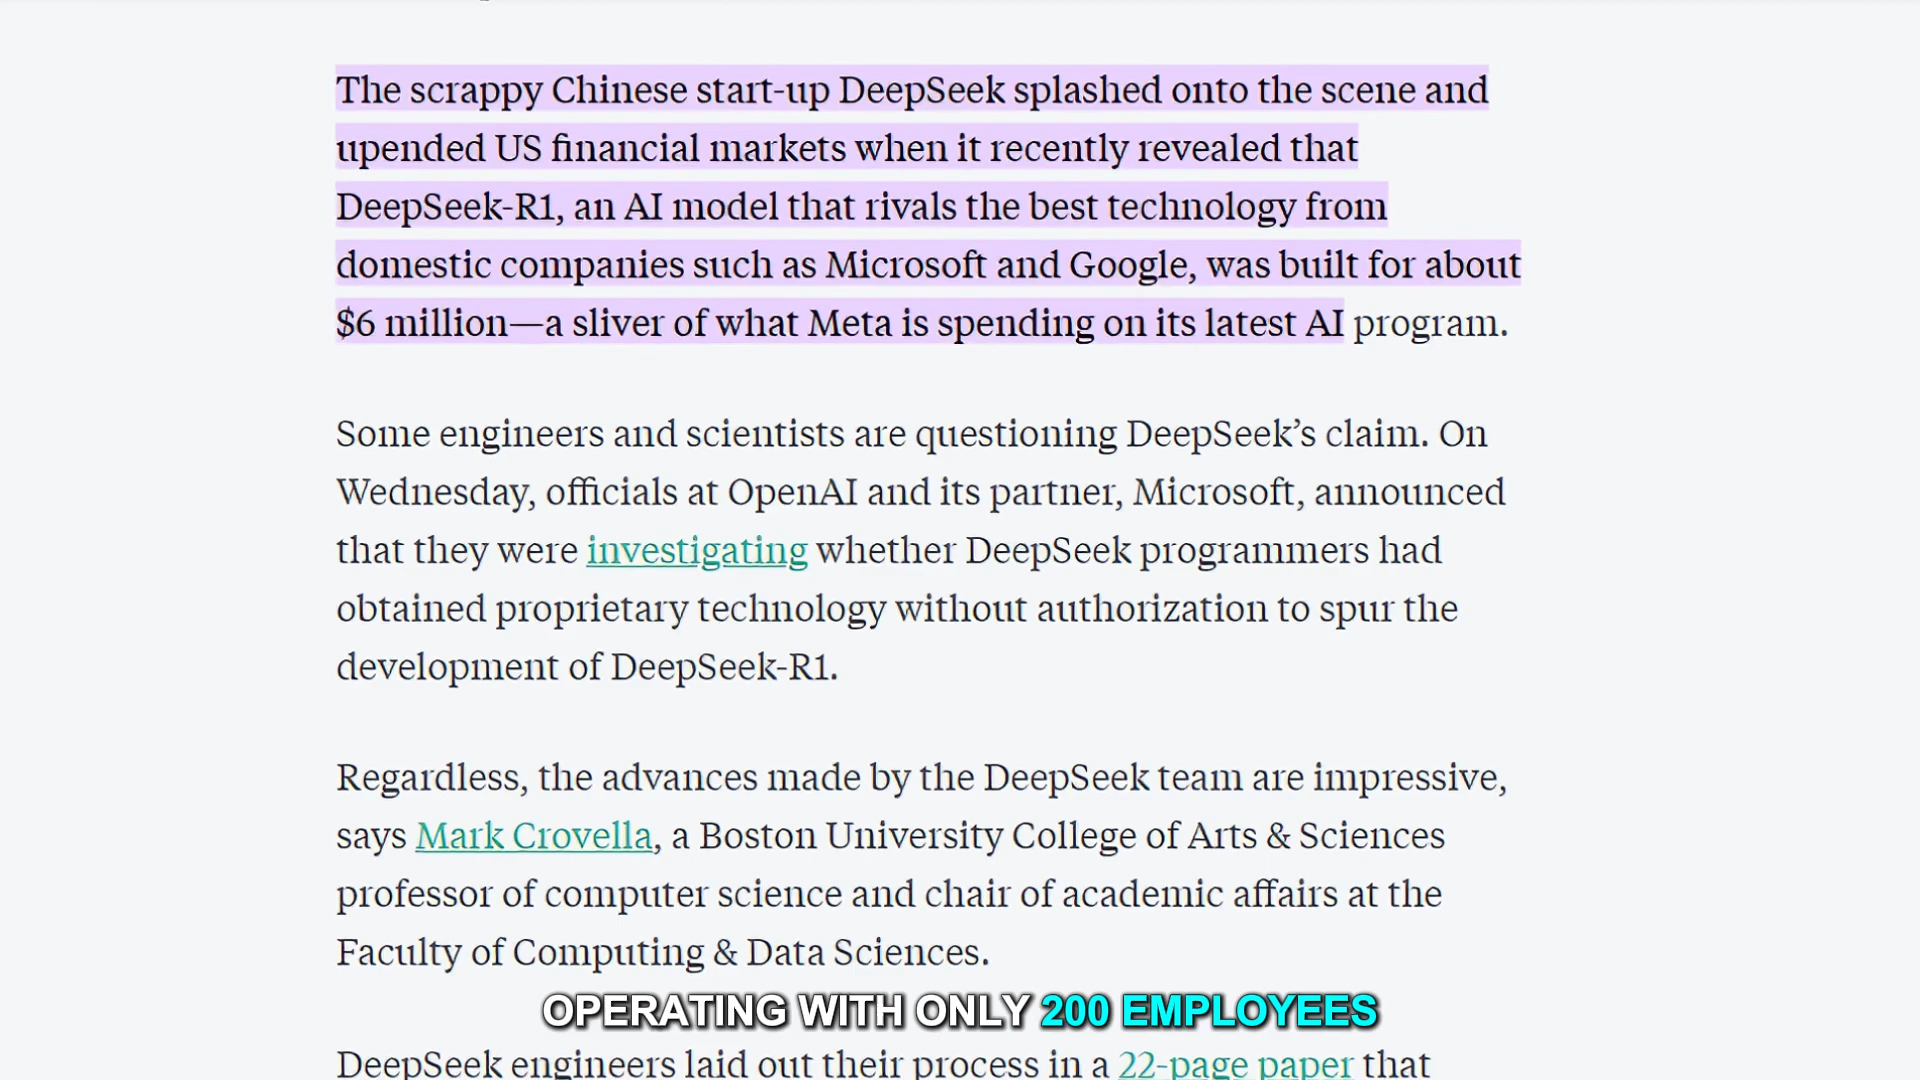 The scrappy Chinese start-up DeepSeek splashed onto the scene and
upended US financial markets when it recently revealed that
DeepSeek-R1, an AI model that rivals the best technology from
domestic companies such as Microsoft and Google, was built for about
$6 million—a sliver of what Meta is spending on its latest AI program.
Some engineers and scientists are questioning DeepSeek’s claim. On
Wednesday, officials at OpenAI and its partner, Microsoft, announced
that they were investigating whether DeepSeek programmers had
obtained proprietary technology without authorization to spur the
development of DeepSeek-R1.
Regardless, the advances made by the DeepSeek team are impressive,
says Mark Crovella, a Boston University College of Arts & Sciences
professor of computer science and chair of academic affairs at the
Faculty of Computing & Data Sciences.
OPERATING WITH ONLY 200 EMPLOYEES
DeepSeek engineers laid out their process in a 22-page paper that